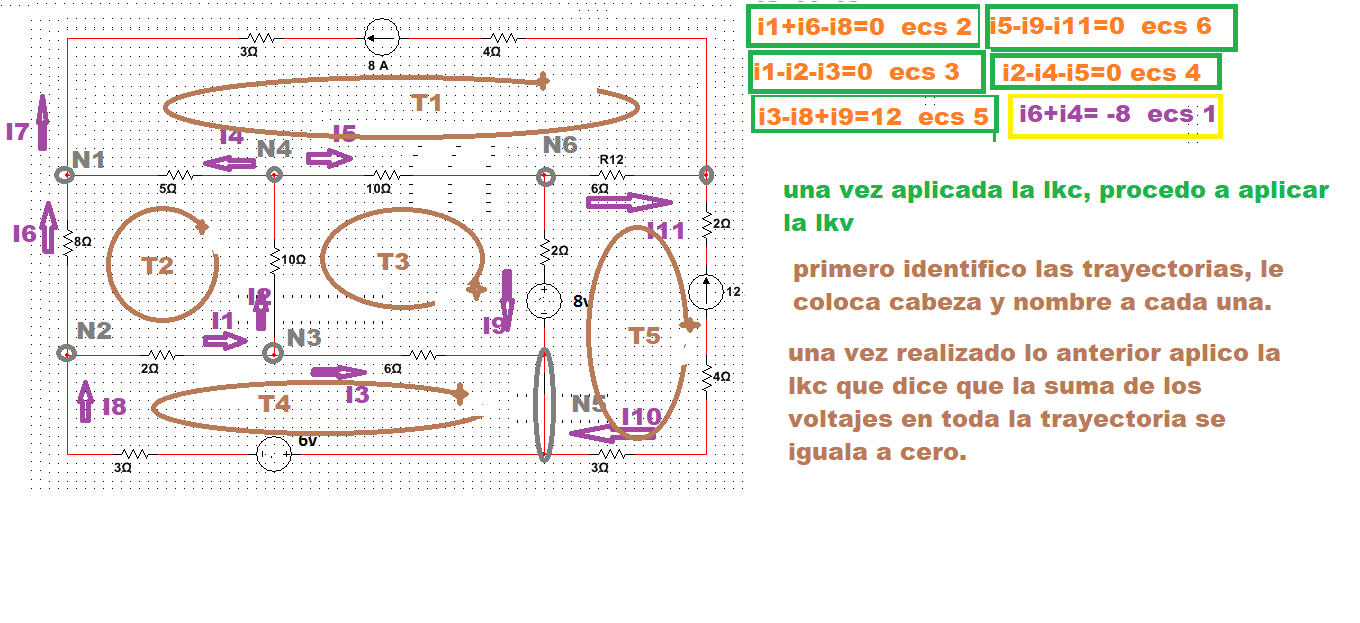 i1+i6-i8=0 ecs 2
i5-i9-i11=0 ecs 6
i1-i2-i3=0 ecs 3
i2-i4-i5=0 ecs 4
i3-i8+i9=12 ecs 5
i6+i4= -8 ecs 1
una vez aplicada la lkc, procedo a aplicar
la lkv
primero identifico las trayectorias, le
coloca cabeza y nombre a cada una.
una vez realizado lo anterior aplico la
lkc que dice que la suma de los
voltajes en toda la trayectoria se
iguala a cero.
3Ω
8 A
4Ω
T1
I7
I4
I5
N1
N4
N6
R12
5Ω
10Ω
6Ω
I6
8Ω
T2
10Ω
T3
2Ω
I11
2Ω
I2
8v
12
N2
I1
N3
I9
T5
2Ω
6Ω
4Ω
I8
T4
I3
N5
I10
6v
3Ω
3Ω